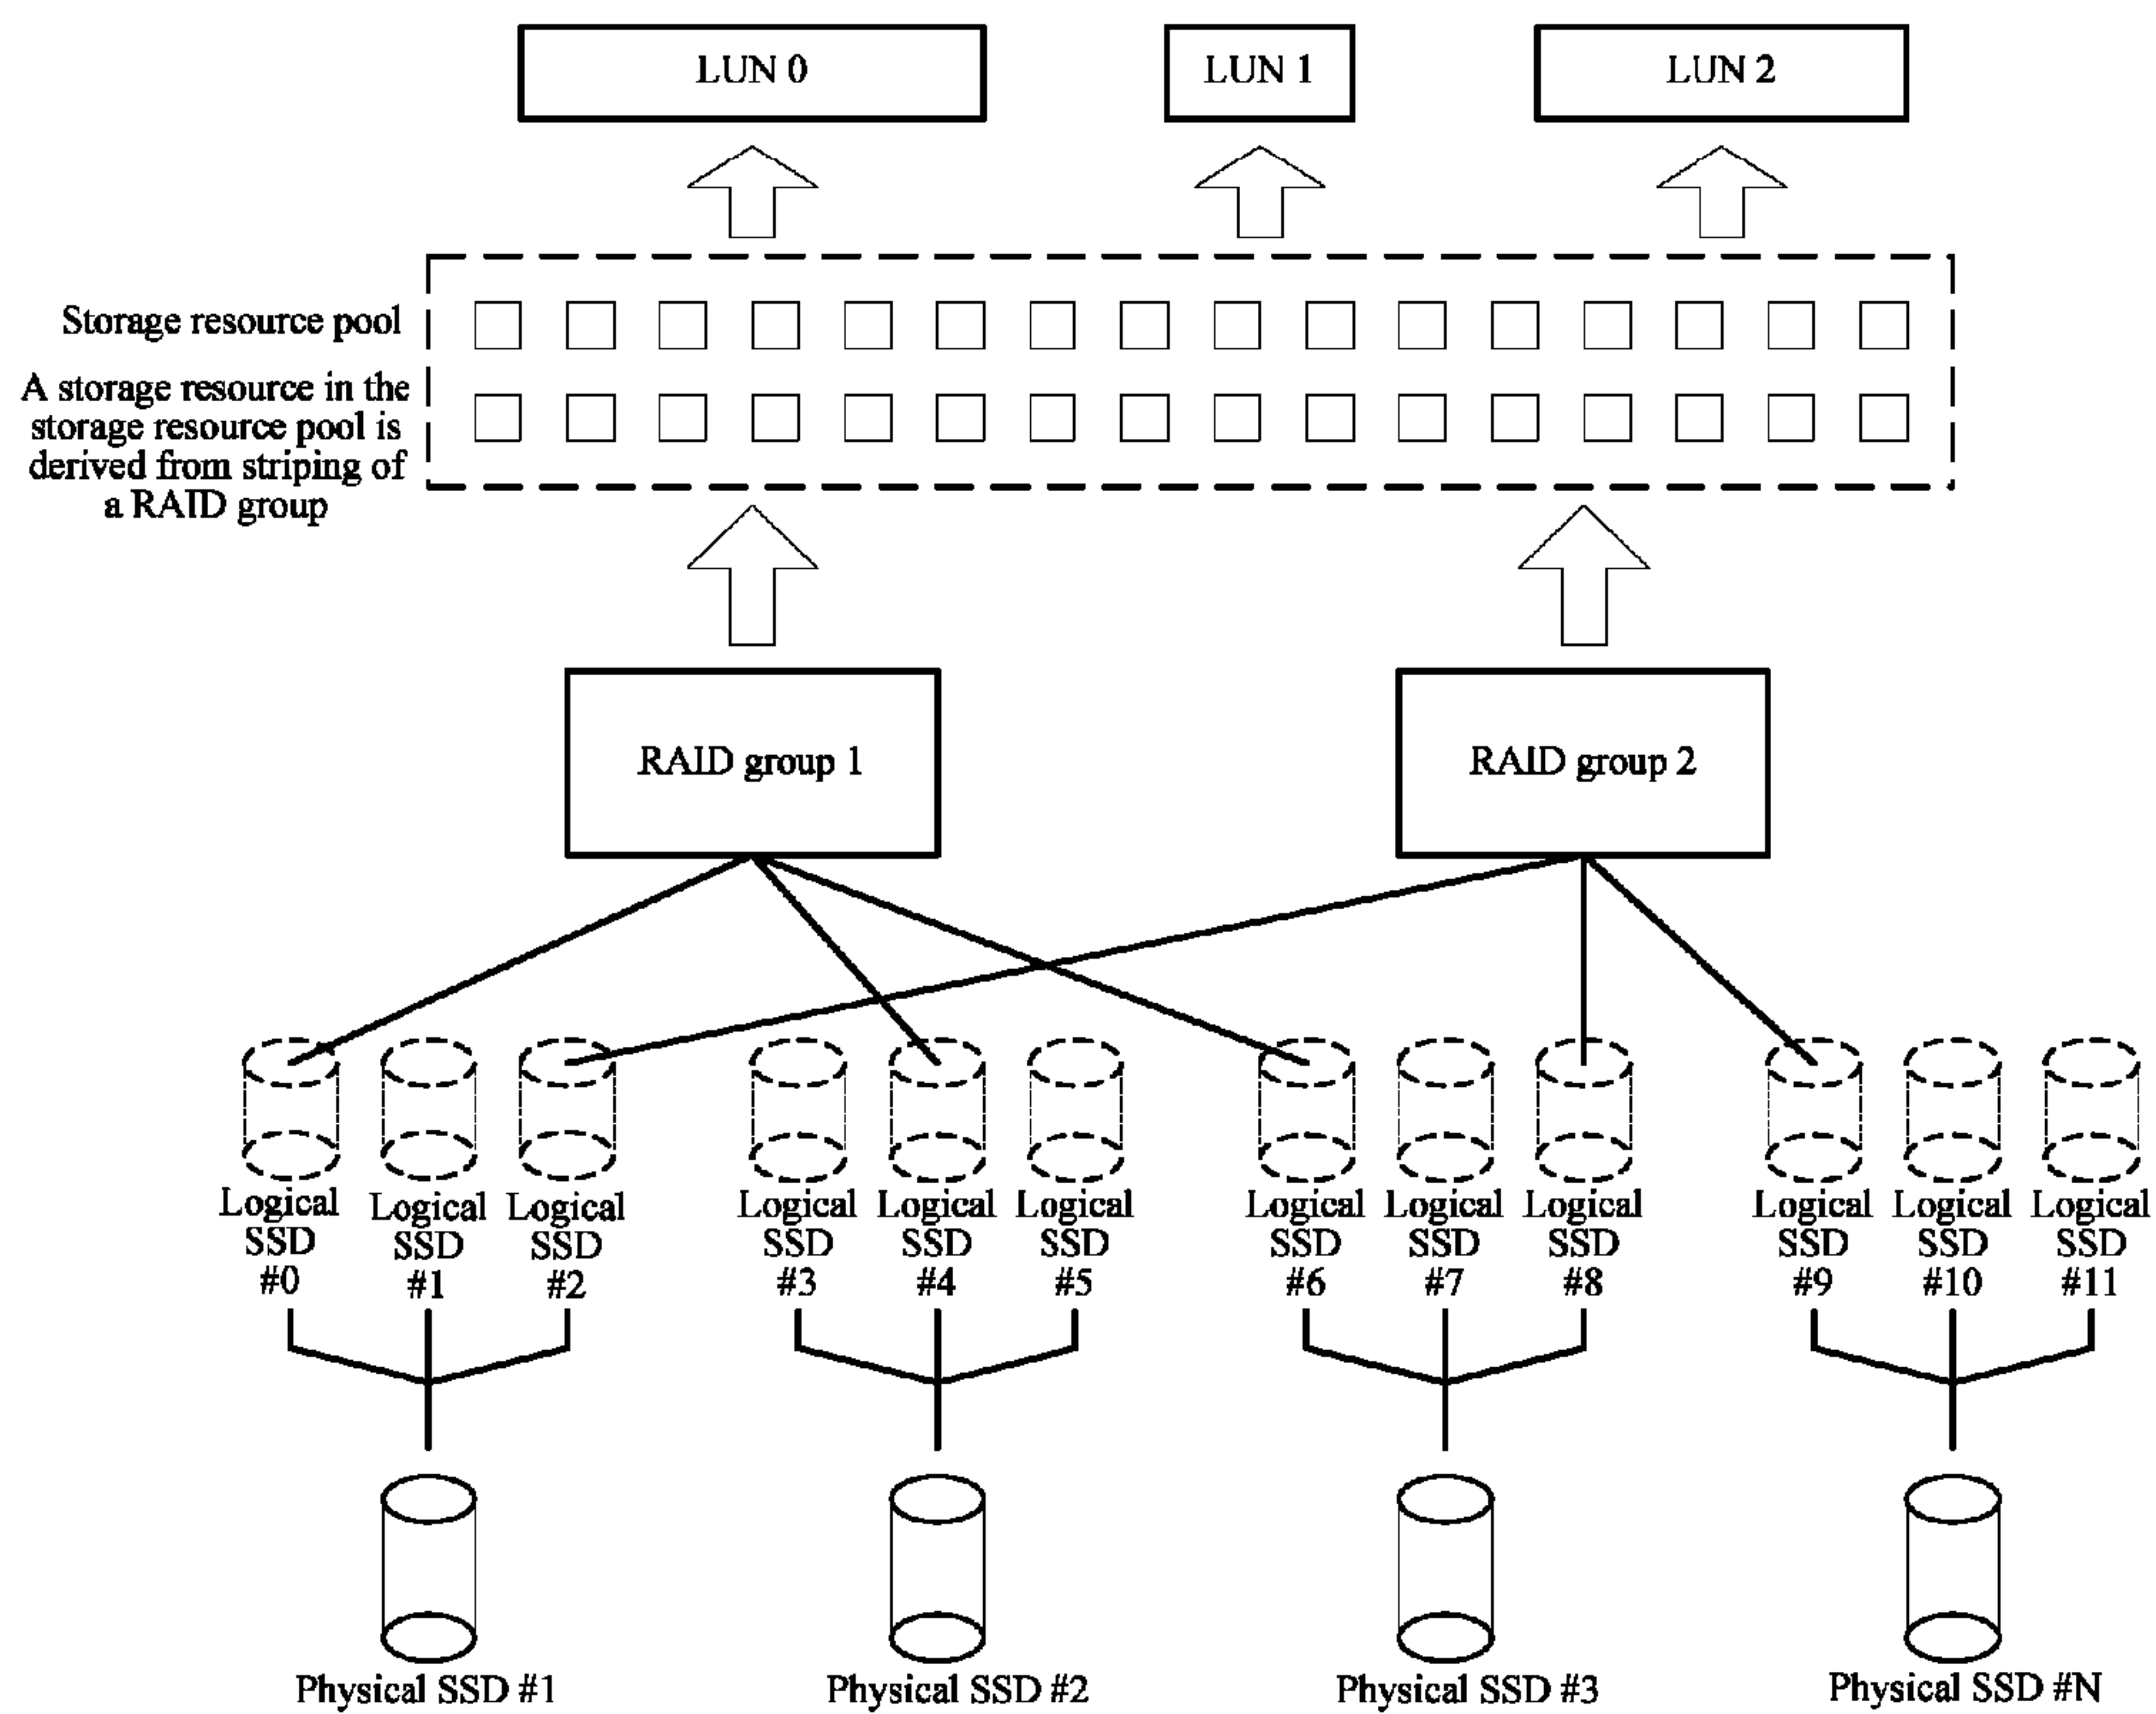 LUN 0
LUN 1
LUN 2
Storage resource pool
A storage resource in the
storage resource pool is
derived from striping of
a RAID group
RAID group 1
RAID group 2
Logical
SSD
#0
Logical
SSD
#1
Logical
SSD
#2
Logical
SSD
#3
Logical
SSD
#4
Logical
SSD
#5
Logical
SSD
#6
Logical
SSD
#7
Logical
SSD
#8
Logical
SSD
#9
Logical
SSD
#10
Logical
SSD
#11
Physical SSD #1
Physical SSD #2
Physical SSD #3
Physical SSD #N